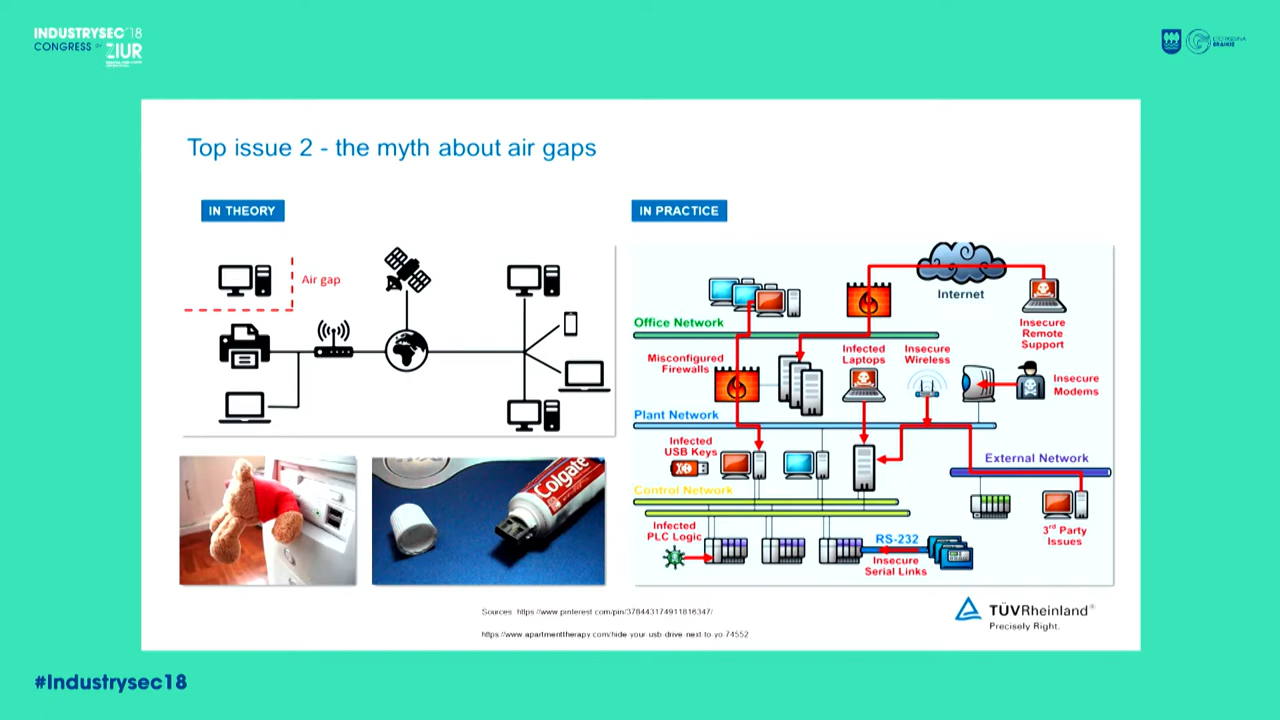 INDUSTRYSEC'18
CONGRESS BY ZIUR
Top issue 2 - the myth about air gaps
IN THEORY
Air gap
Colgate
IN PRACTICE
Internet
Insecure
Remote
Support
Office Network
Misconfigured
Firewalls
Infected
Laptops
Insecure
Wireless
Insecure
Modems
Plant Network
Infected
USB Keys
External Network
Control Network
3rd Party
Issues
Infected
PLC Logic
RS-232
Insecure
Serial Links
Sources https://www.pinterest.com/pin/378443174911816347/
https://www.apartmenttherapy.com/hide your usb drive next to yo 74552
TÜVRheinland®
Precisely Right.
#Industrysec18